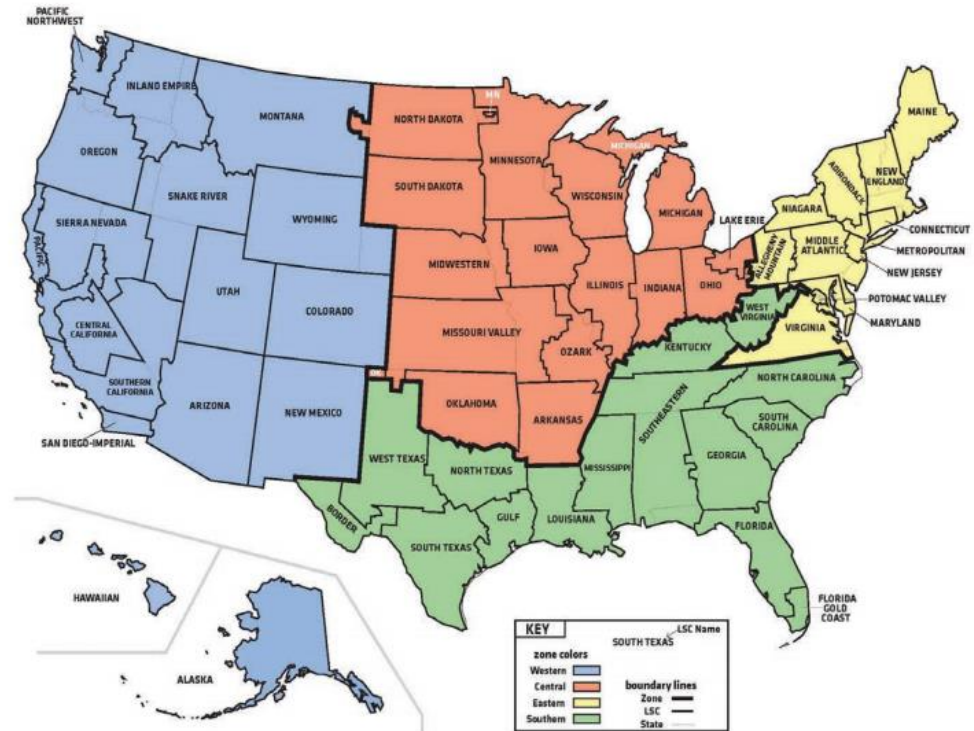 PACIFIC
NORTHWEST
INLAND EMPIRE
MONTANA
NORTH DAKOTA
MN
MINNESOTA
MICHIGAN
MAINE
OREGON
SNAKE RIVER
SOUTH DAKOTA
WISCONSIN
MICHIGAN
ADIRONDACK
NEW
ENGLAND
NIAGARA
SIERRA NEVADA
WYOMING
LAKE ERIE
CONNECTICUT
METROPOLITAN
NEW JERSEY
PACIFIC
IOWA
ALLEGHENY
MOUNTAIN
MIDDLE
ATLANTIC
MIDWESTERN
UTAH
COLORADO
ILLINOIS
INDIANA
OHIO
POTOMAC VALLEY
MARYLAND
WEST
VIRGINIA
VIRGINIA
CENTRAL
CALIFORNIA
MISSOURI VALLEY
OZARK
KENTUCKY
SOUTHERN
CALIFORNIA
SAN DIEGO-IMPERIAL
ARIZONA
NEW MEXICO
OKLAHOMA
ARKANSAS
SOUTHEASTERN
NORTH CAROLINA
SOUTH
CAROLINA
WEST TEXAS
NORTH TEXAS
MISSISSIPPI
GEORGIA
BORDER
SOUTH TEXAS
GULF
LOUISIANA
FLORIDA
FLORIDA
GOLD
COAST
HAWAIIAN
ALASKA
KEY
LSC Name
SOUTH TEXAS
zone colors
Western
Central
Eastern
Southern
boundary lines
Zone
LSC
State